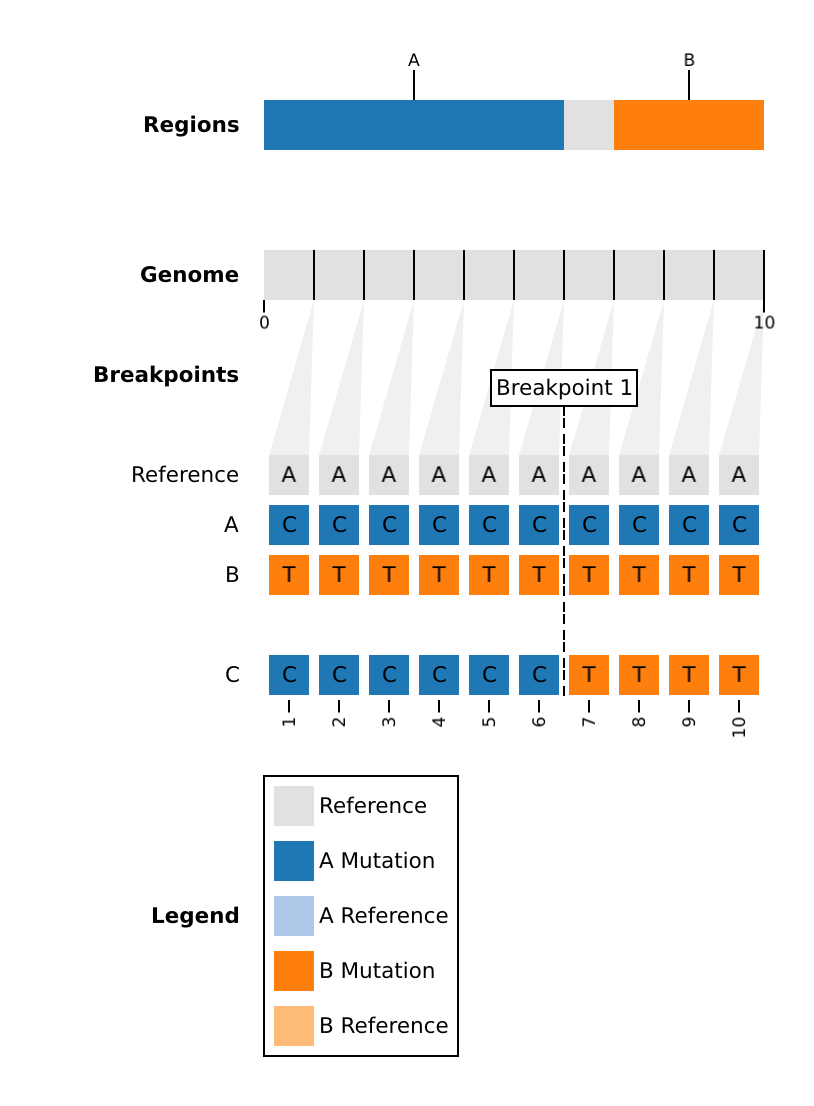 A B
Regions
Genome
0 10
Breakpoints
Breakpoint 1
Reference A A A A A A A A A A
A C C C C C C C C C C
B T T T T T T T T T T
C C C C C C C T T T T
1 2 3 4 5 6 7 8 9 10
Reference
A Mutation
Legend
A Reference
B Mutation
B Reference